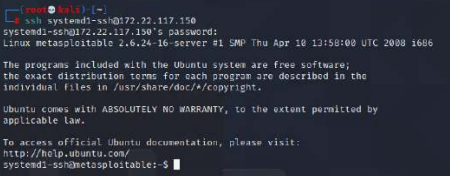 (root💀kali)-[~]
# ssh systemd1-ssh@172.22.117.150
systemd1-ssh@172.22.117.150's password:
Linux metasploitable 2.6.24-16-server #1 SMP Thu Apr 10 13:58:00 UTC 2008 i686
The programs included with the Ubuntu system are free software;
the exact distribution terms for each program are described in the
individual files in /usr/share/doc/*/copyright.
Ubuntu comes with ABSOLUTELY NO WARRANTY, to the extent permitted by
applicable law.
To access official Ubuntu documentation, please visit:
http://help.ubuntu.com/
systemd1-ssh@metasploitable:~$